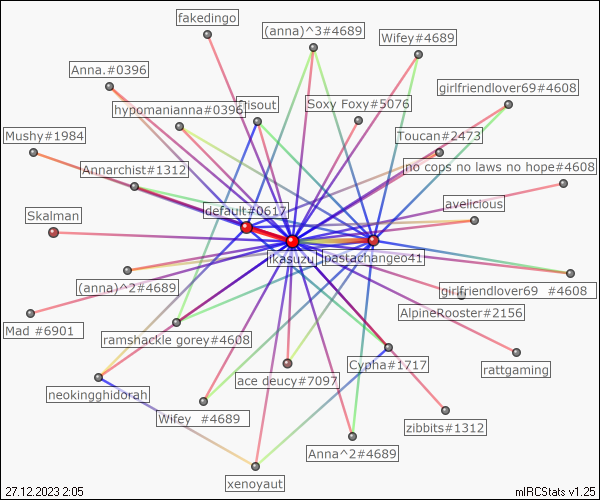 fakedingo
(anna)^3#4689
Wifey#4689
Anna.#0396
girlfriendlover69#4608
hypomanianna#0396
frisout
Soxy Foxy#5076
Mushy#1984
Toucan#2473
Annarchist#1312
no cops no laws no hope#4608
default#0617
avelicious
Skalman
ikasuzu
pastachangeo41
(anna)^2#4689
girlfriendlover69 #4608
AlpineRooster#2156
Mad #6901
ramshackle gorey#4608
Cypha#1717
rattgaming
ace deucy#7097
neokingghidorah
Wifey #4689
zibbits#1312
Anna^2#4689
xenoyaut
27.12.2023 2:05
mIRCStats v1.25